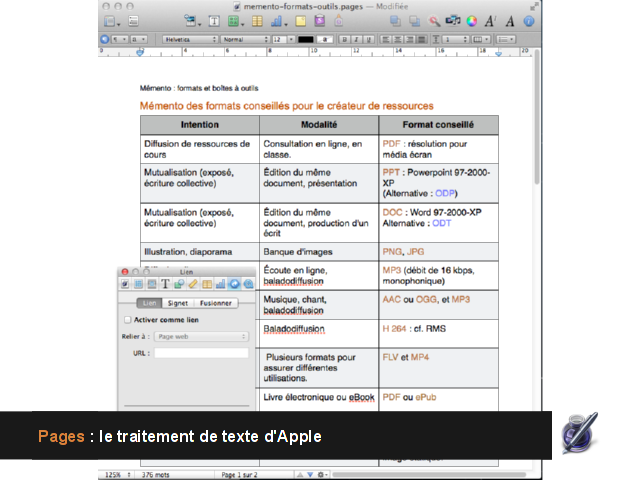 memento-formats-outils.pages — Modifiée
Helvetica
Normal
12
a
B I U
1
Mémento : formats et boîtes à outils
Mémento des formats conseillés pour le créateur de ressources
Intention Modalité Format conseillé
Diffusion de ressources de cours
Consultation en ligne, en classe.
PDF : résolution pour média écran
Mutualisation (exposé, écriture collective)
Édition du même document, présentation
PPT : Powerpoint 97-2000-XP
(Alternative : ODP)
Mutualisation (exposé, écriture collective)
Édition du même document, production d'un écrit
DOC : Word 97-2000-XP
Alternative : ODT
Illustration, diaporama
Banque d'images
PNG, JPG
Écoute en ligne, baladodiffusion
MP3 (débit de 16 kbps, monophonique)
Musique, chant, baladodiffusion
AAC ou OGG, et MP3
Baladodiffusion
H 264 : cf. RMS
Plusieurs formats pour assurer différentes utilisations.
FLV et MP4
Livre électronique ou eBook
PDF ou ePub
Lien
Lien Signet Fusionner
Activer comme lien
Relier à : Page web
URL :
Pages : le traitement de texte d'Apple
125% 376 mots Page 1 sur 2